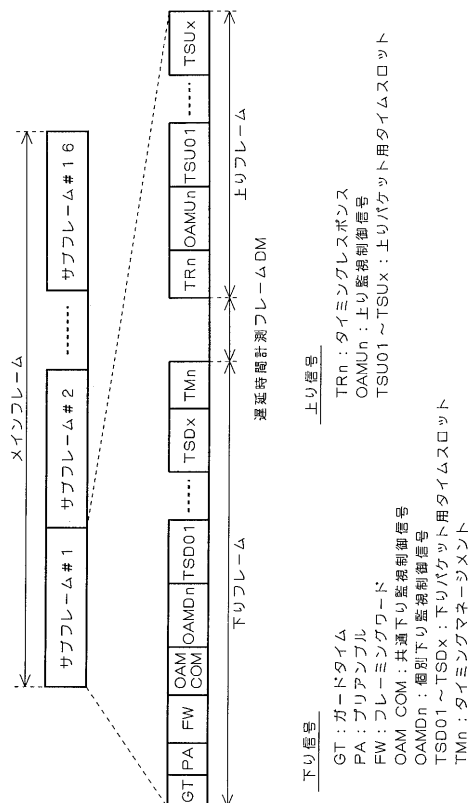 メインフレーム
サブフレーム#1 サブフレーム#2 サブフレーム#16
GT PA FW OAM COM OAMDn TSD01 TSDx TMn TRn OAMUn TSU01 TSUx
下りフレーム 遅延時間計測フレームDM 上りフレーム
下り信号
GT:ガードタイム
PA:プリアンブル
FW:フレーミングワード
OAM COM:共通下り監視制御信号
OAMDn:個別下り監視制御信号
TSD01~TSDx:下りパケット用タイムスロット
TMn:タイミングマネージメント
上り信号
TRn:タイミングレスポンス
OAMUn:上り監視制御信号
TSU01~TSUx:上りパケット用タイムスロット